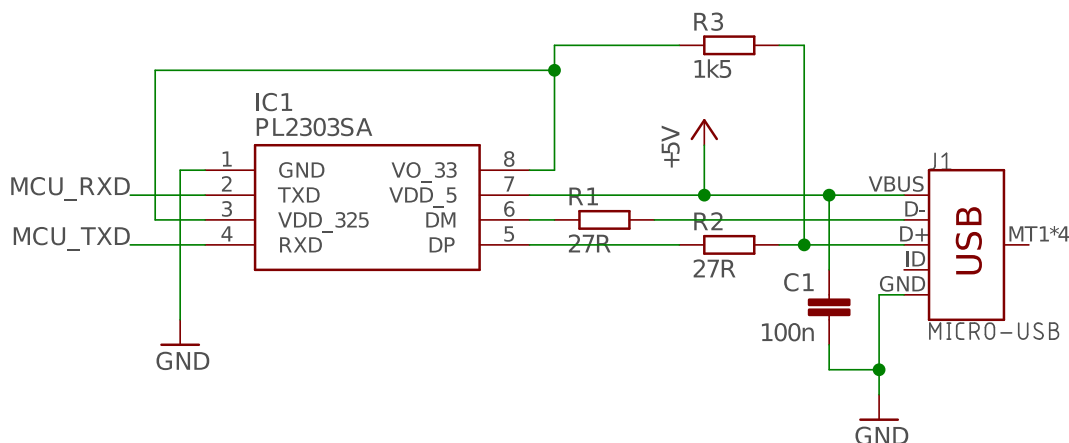 R3
1k5
IC1
PL2303SA
+5V
J1
1 GND VO_33 8
MCU_RXD 2 TXD VDD_5 7 R1 VBUS
3 VDD_325 DM 6 R2 D-
MCU_TXD 4 RXD DP 5 27R D+ USB MT1*4
27R C1 ID
GND
100n MICRO-USB
GND
GND